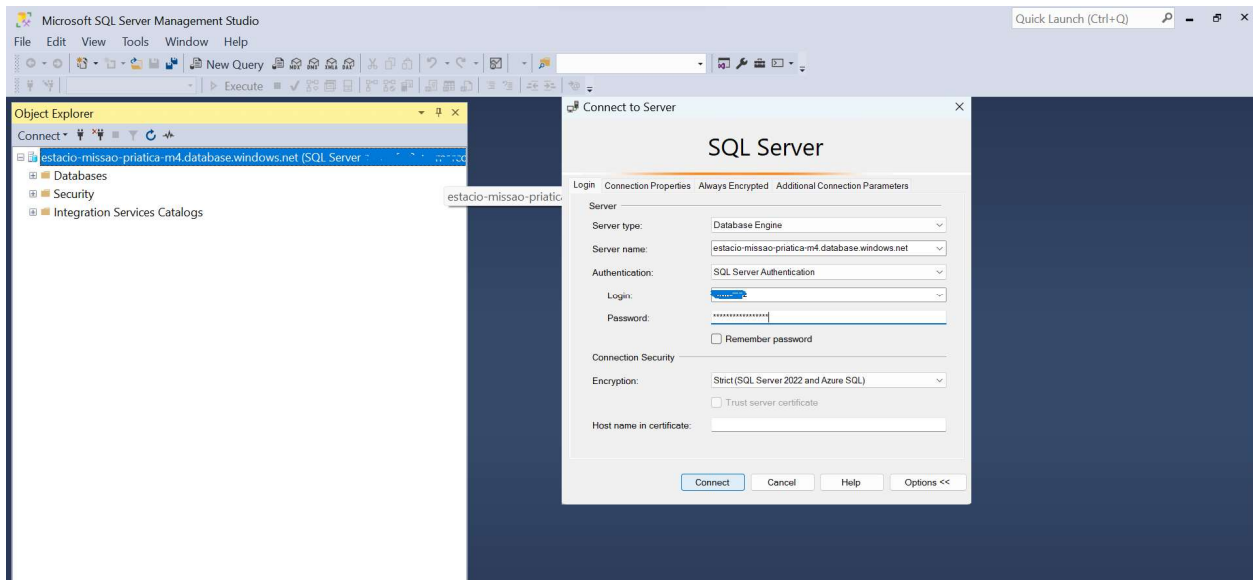 Microsoft SQL Server Management Studio
Quick Launch (Ctrl+Q)
File Edit View Tools Window Help
New Query
Execute
Object Explorer
Connect
estacio-missao-priatica-m4.database.windows.net (SQL Server
Databases
Security
Integration Services Catalogs
estacio-missao-priatica
Connect to Server
SQL Server
Login Connection Properties Always Encrypted Additional Connection Parameters
Server
Server type: Database Engine
Server name: estacio-missao-priatica-m4.database.windows.net
Authentication: SQL Server Authentication
Login:
Password: *****************
Remember password
Connection Security
Encryption: Strict (SQL Server 2022 and Azure SQL)
Trust server certificate
Host name in certificate:
Connect Cancel Help Options <<